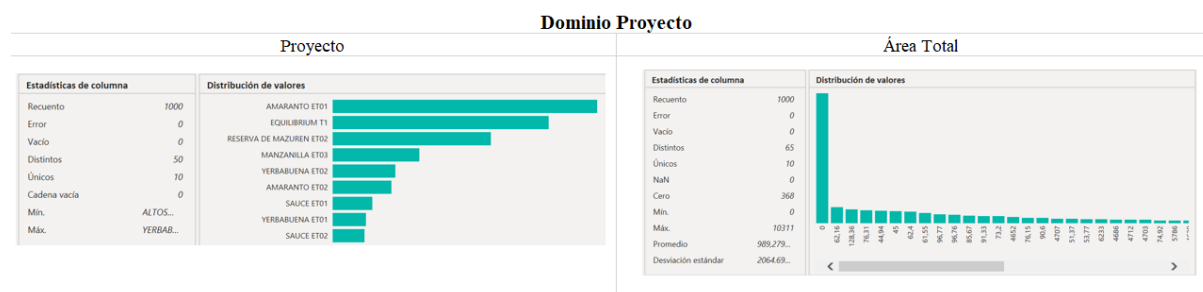 Dominio Proyecto
Proyecto
Estadísticas de columna
Recuento 1000
Error 0
Vacío 0
Distintos 50
Únicos 10
Cadena vacía 0
Mín. ALTOS...
Máx. YERBAB...
Distribución de valores
AMARANTO ET01
EQUILIBRIUM T1
RESERVA DE MAZUREN ET02
MANZANILLA ET03
YERBABUENA ET02
AMARANTO ET02
SAUCE ET01
YERBABUENA ET01
SAUCE ET02
Área Total
Estadísticas de columna
Recuento 1000
Error 0
Vacío 0
Distintos 65
Únicos 10
NaN 0
Cero 368
Mín. 0
Máx. 10311
Promedio 989,279...
Desviación estándar 2064.69...
Distribución de valores
0
62,16
128,36
76,31
44,94
45
62,4
61,55
96,77
96,76
85,67
91,33
73,2
4652
76,15
90,6
4707
51,37
53,77
6233
4686
4712
4703
74,92
5786